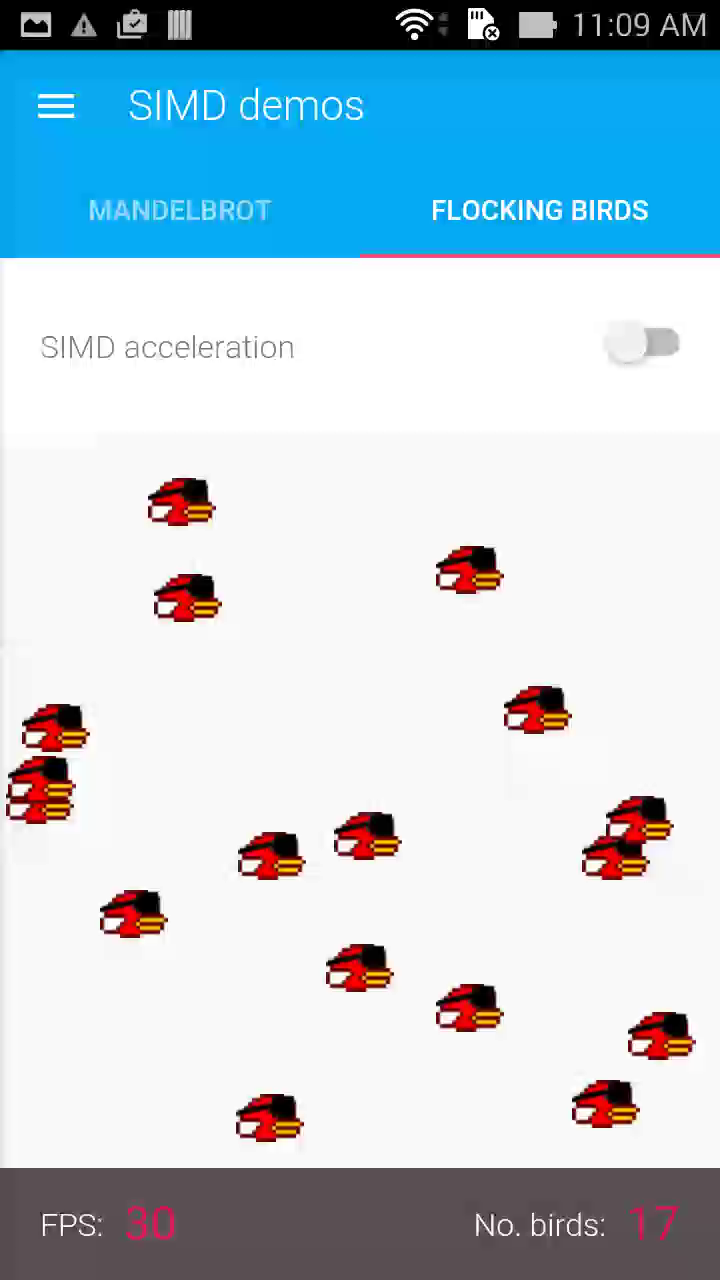 11:09 AM
SIMD demos
MANDELBROT FLOCKING BIRDS
SIMD acceleration
FPS: 30 No. birds: 17